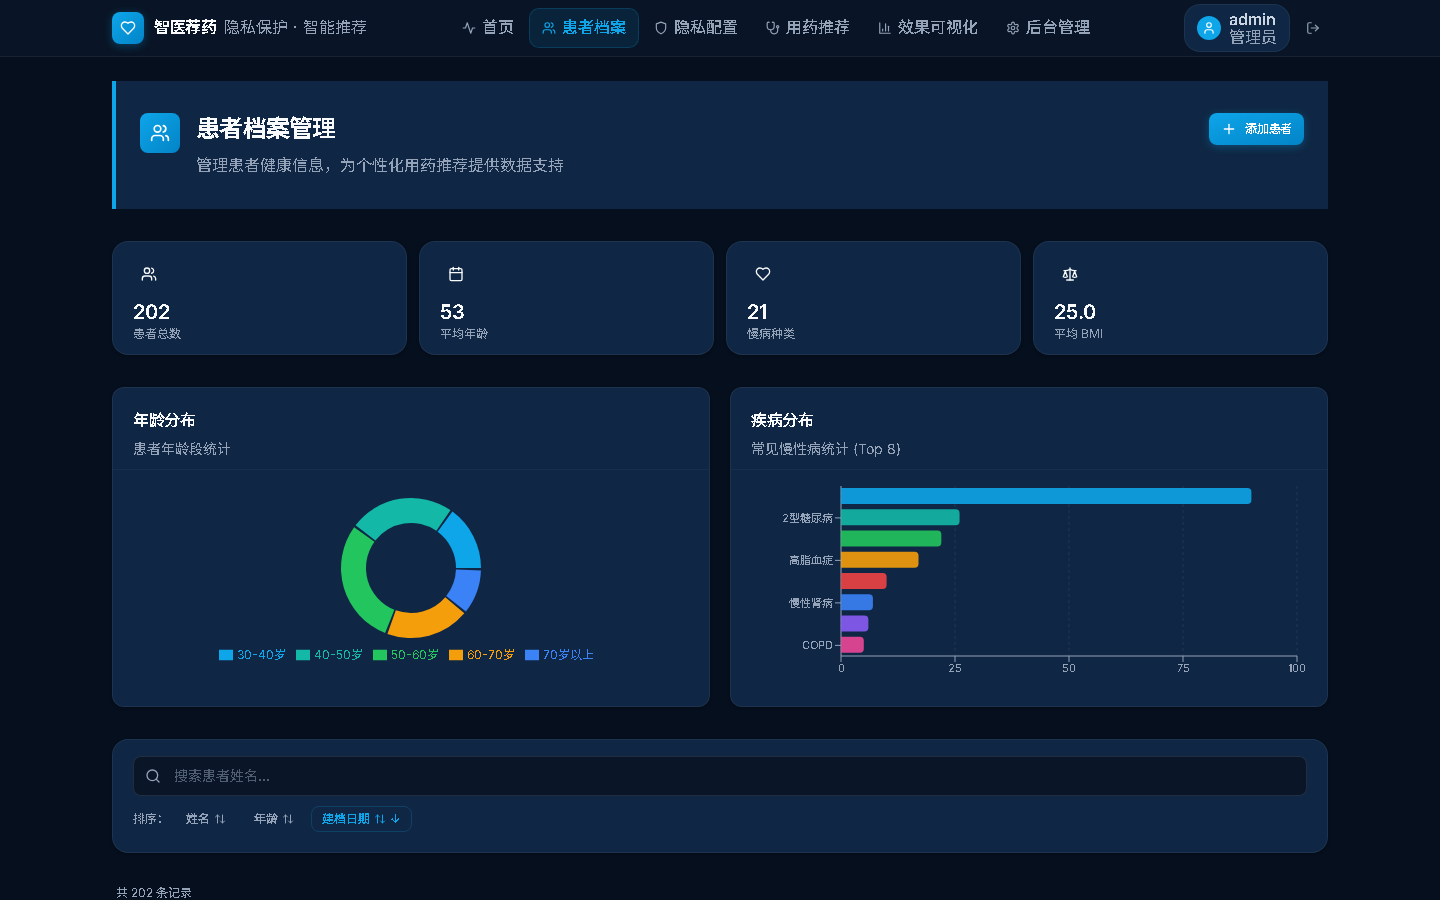 智医荐药 隐私保护 · 智能推荐
首页
患者档案
隐私配置
用药推荐
效果可视化
后台管理
admin
管理员
患者档案管理
管理患者健康信息，为个性化用药推荐提供数据支持
添加患者
202
患者总数
53
平均年龄
21
慢病种类
25.0
平均 BMI
年龄分布
患者年龄段统计
30-40岁 40-50岁 50-60岁 60-70岁 70岁以上
疾病分布
常见慢性病统计 (Top 8)
2型糖尿病
高脂血症
慢性肾病
COPD
0 25 50 75 100
搜索患者姓名...
排序： 姓名 年龄 建档日期
共 202 条记录